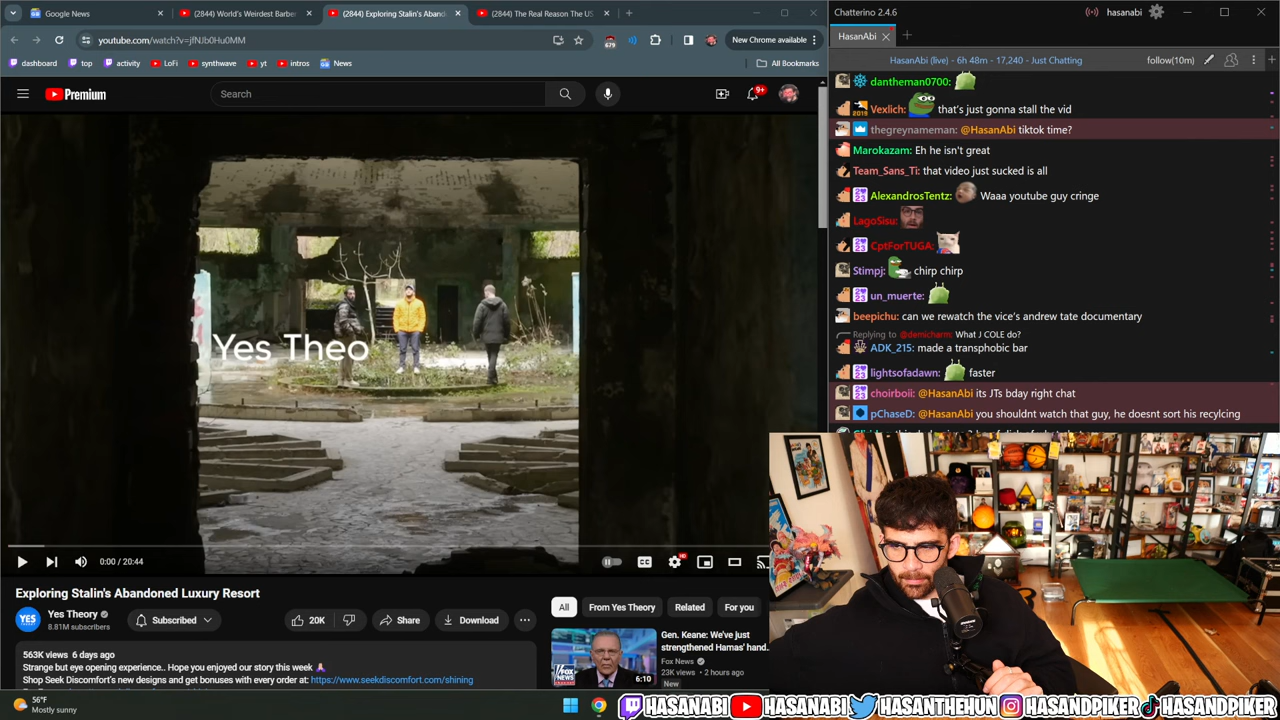 Google News
(2844) World's Weirdest Barbe
(2844) Exploring Stalin's Aband
(2844) The Real Reason The US
youtube.com/watch?v=jfNJb0Hu0MM
679
New Chrome available
dashboard
top
activity
LoFi
synthwave
yt
intros
News
All Bookmarks
Premium
Search
9+
Yes Theo
0:00 / 20:44
HD
Exploring Stalin's Abandoned Luxury Resort
YES
Yes Theory
8.81M subscribers
Subscribed
20K
Share
Download
563K views 6 days ago
Strange but eye opening experience.. Hope you enjoyed our story this week
Shop Seek Discomfort's new designs and get bonuses with every order at: https://www.seekdiscomfort.com/shining
All
From Yes Theory
Related
For you
6:10
Gen. Keane: We've just
strengthened Hamas' hand..
Fox News
23K views • 2 hours ago
New
56°F
Mostly sunny
Chatterino 2.4.6
hasanabi
HasanAbi
HasanAbi (live) - 6h 48m - 17,240 - Just Chatting
follow(10m)
dantheman0700:
Vexlich: that's just gonna stall the vid
thegreynameman: @HasanAbi tiktok time?
Marokazam: Eh he isn't great
Team_Sans_Ti: that video just sucked is all
AlexandrosTentz: Waaa youtube guy cringe
LagoSisu:
CptForTUGA:
Stimpj: chirp chirp
un_muerte:
beepichu: can we rewatch the vice's andrew tate documentary
Replying to @demicharm: What J COLE do?
ADK_215: made a transphobic bar
lightsofadawn: faster
choirboii: @HasanAbi its JTs bday right chat
pChaseD: @HasanAbi you shouldnt watch that guy, he doesnt sort his recylcing
HASANABI
HASANABI
HASANTHEHUN
HASANDPIKER
HASANDPIKER